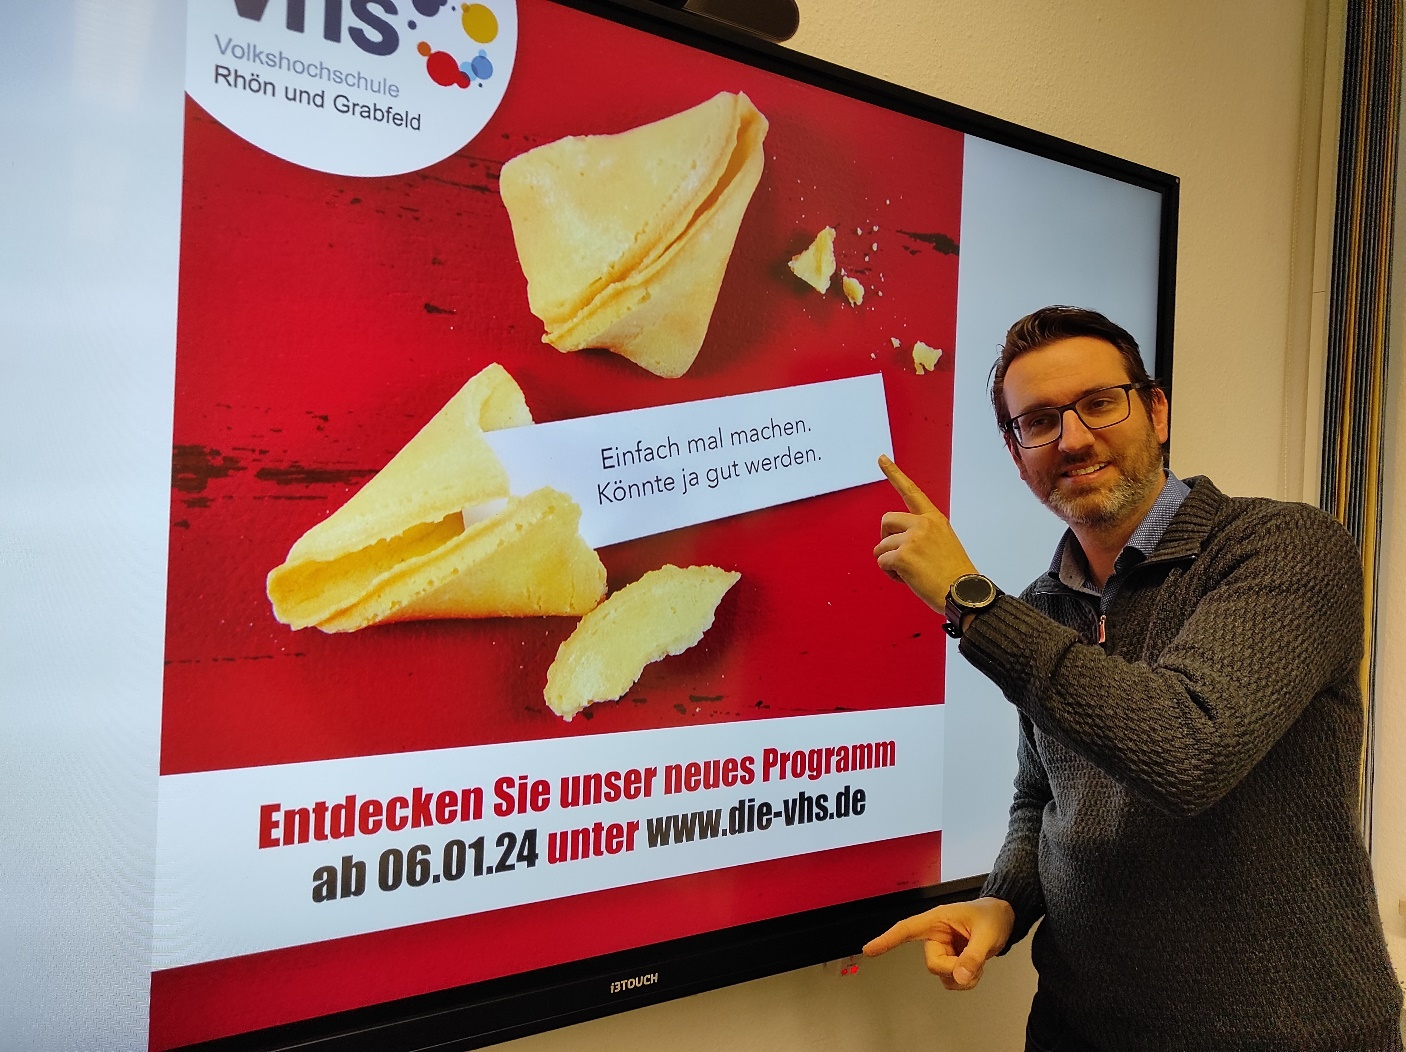 vhs
Volkshochschule
Rhön und Grabfeld
Einfach mal machen.
Könnte ja gut werden.
Entdecken Sie unser neues Programm
ab 06.01.24 unter www.die-vhs.de
i3TOUCH